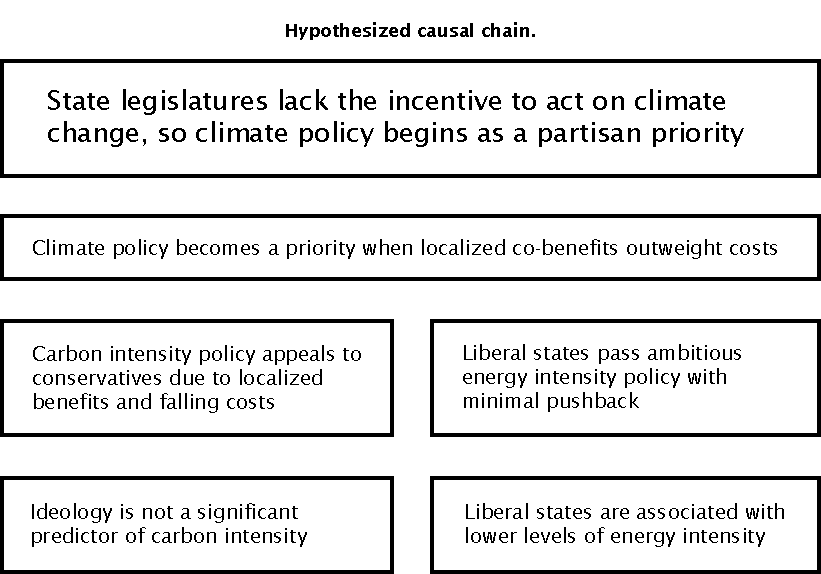 Hypothesized causal chain.
State legislatures lack the incentive to act on climate
change, so climate policy begins as a partisan priority
Climate policy becomes a priority when localized co-benefits outweight costs
Carbon intensity policy appeals to
conservatives due to localized
benefits and falling costs
Liberal states pass ambitious
energy intensity policy with
minimal pushback
Ideology is not a significant
predictor of carbon intensity
Liberal states are associated with
lower levels of energy intensity